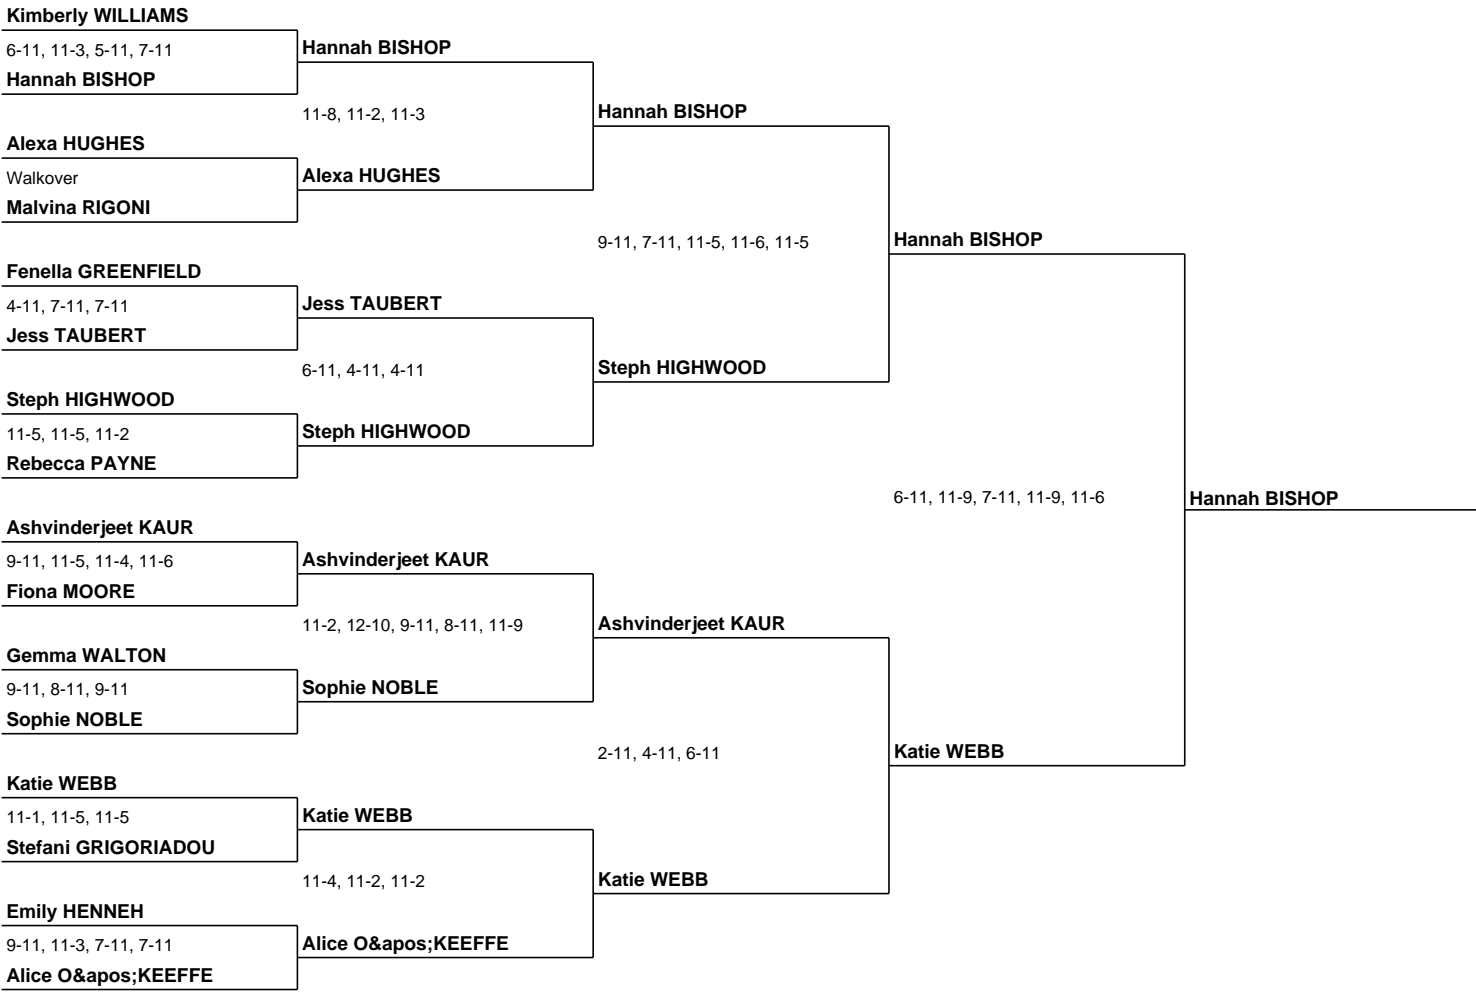 Kimberly WILLIAMS
6-11, 11-3, 5-11, 7-11
Hannah BISHOP
Alexa HUGHES
Walkover
Malvina RIGONI
Fenella GREENFIELD
4-11, 7-11, 7-11
Jess TAUBERT
Steph HIGHWOOD
11-5, 11-5, 11-2
Rebecca PAYNE
Ashvinderjeet KAUR
9-11, 11-5, 11-4, 11-6
Fiona MOORE
Gemma WALTON
9-11, 8-11, 9-11
Sophie NOBLE
Katie WEBB
11-1, 11-5, 11-5
Stefani GRIGORIADOU
Emily HENNEH
9-11, 11-3, 7-11, 7-11
Alice O&apos;KEEFFE
Hannah BISHOP
11-8, 11-2, 11-3
Alexa HUGHES
Jess TAUBERT
6-11, 4-11, 4-11
Steph HIGHWOOD
Ashvinderjeet KAUR
11-2, 12-10, 9-11, 8-11, 11-9
Sophie NOBLE
Katie WEBB
11-4, 11-2, 11-2
Alice O&apos;KEEFFE
Hannah BISHOP
9-11, 7-11, 11-5, 11-6, 11-5
Steph HIGHWOOD
Ashvinderjeet KAUR
2-11, 4-11, 6-11
Katie WEBB
Hannah BISHOP
6-11, 11-9, 7-11, 11-9, 11-6
Katie WEBB
Hannah BISHOP